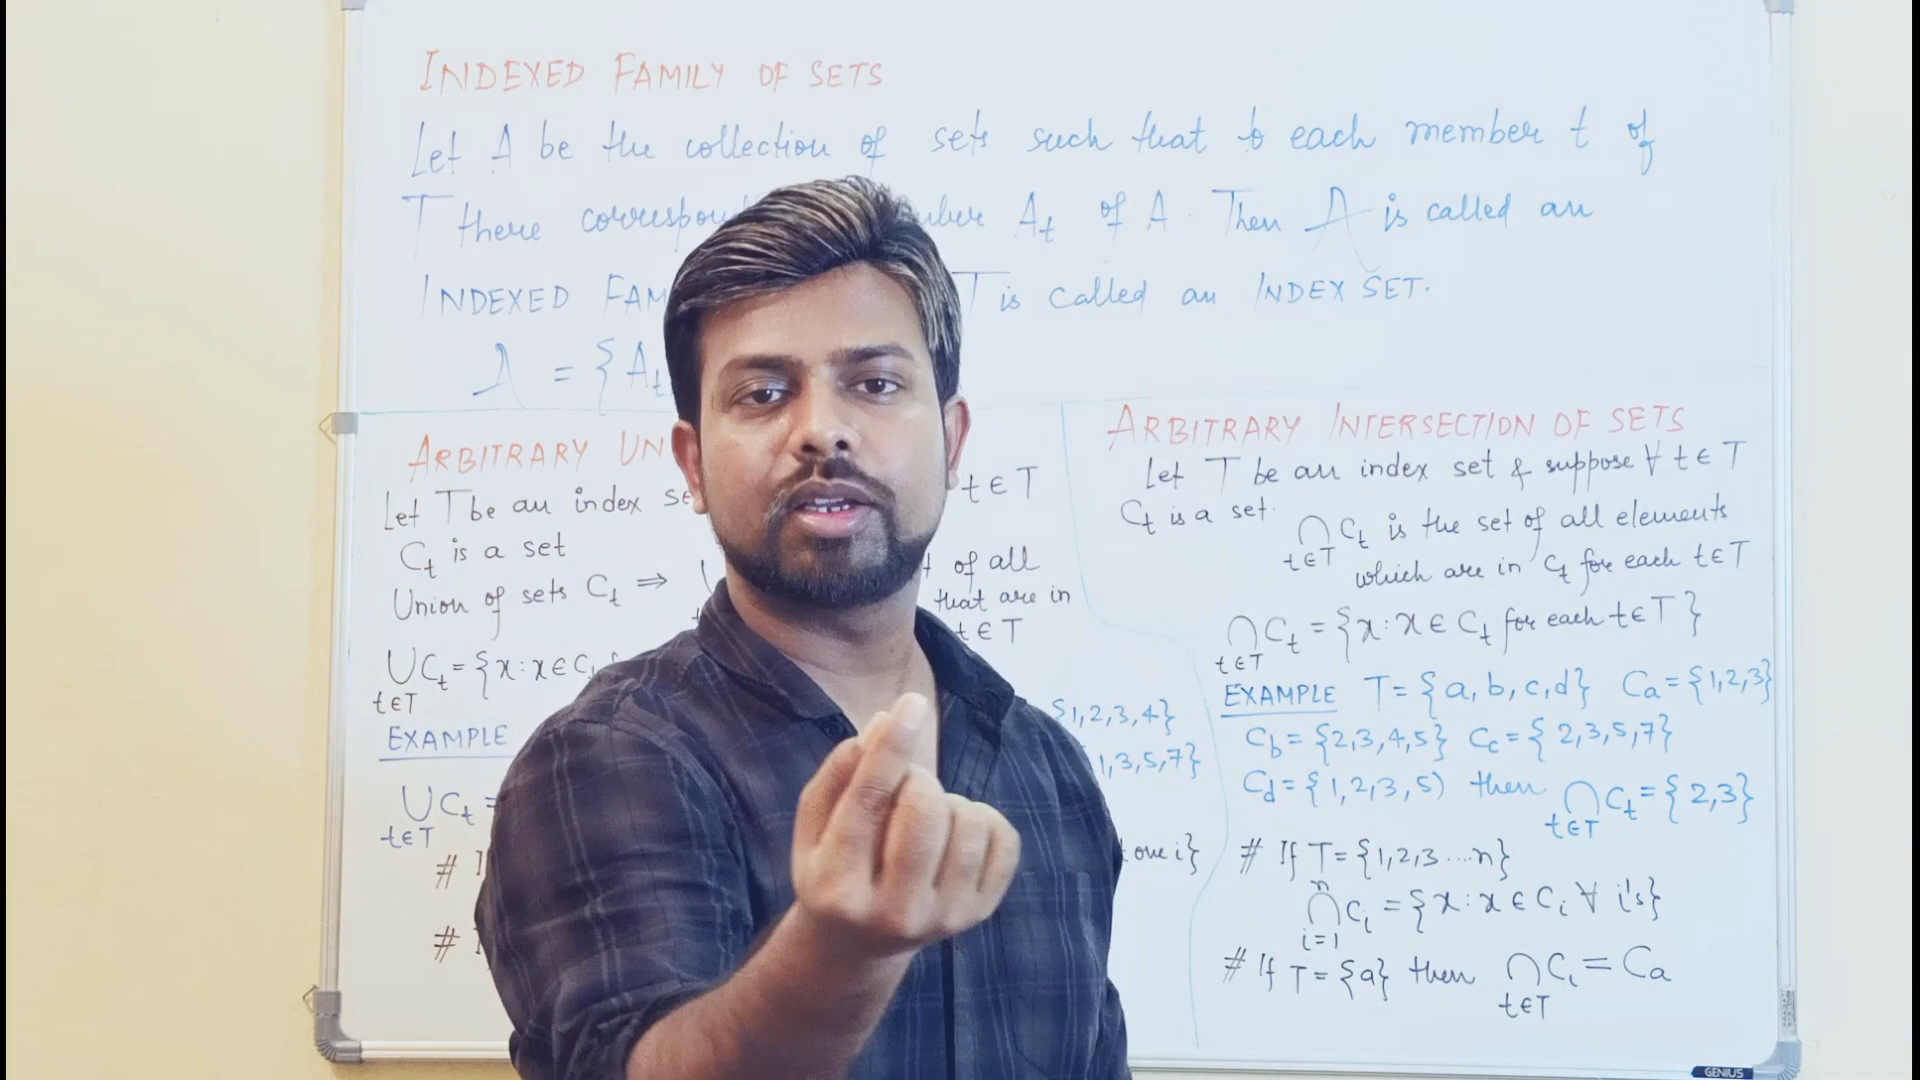 INDEXED FAMILY OF SETS
Let A be the collection of sets such that to each member t of
T there of A. Then A is called an
INDEXED T is called an INDEX SET.
A = {At
ARBITRARY
Let T be an index t ∈ T
Ct is a set
Union of sets Ct ⇒ of all
that are in
t ∈ T
∪ Ct = {x : x ∈ C
t∈T
EXAMPLE {1,2,3,4}
1,3,5,7}
∪ Ct =
t∈T
# one i}
#
ARBITRARY INTERSECTION OF SETS
Let T be an index set & suppose ∀ t ∈ T
Ct is a set.
∩ Ct is the set of all elements
t∈T
which are in Ct for each t ∈ T
∩ Ct = {x : x ∈ Ct for each t ∈ T}
t∈T
EXAMPLE T = {a, b, c, d} Ca = {1,2,3}
Cb = {2,3,4,5} Cc = {2,3,5,7}
Cd = {1,2,3,5) then ∩ Ct = {2,3}
t∈T
# If T = {1,2,3...n}
n
∩ Ci = {x : x ∈ Ci ∀ i's}
i=1
# If T = {a} then ∩ Ci = Ca
t∈T
GENIUS